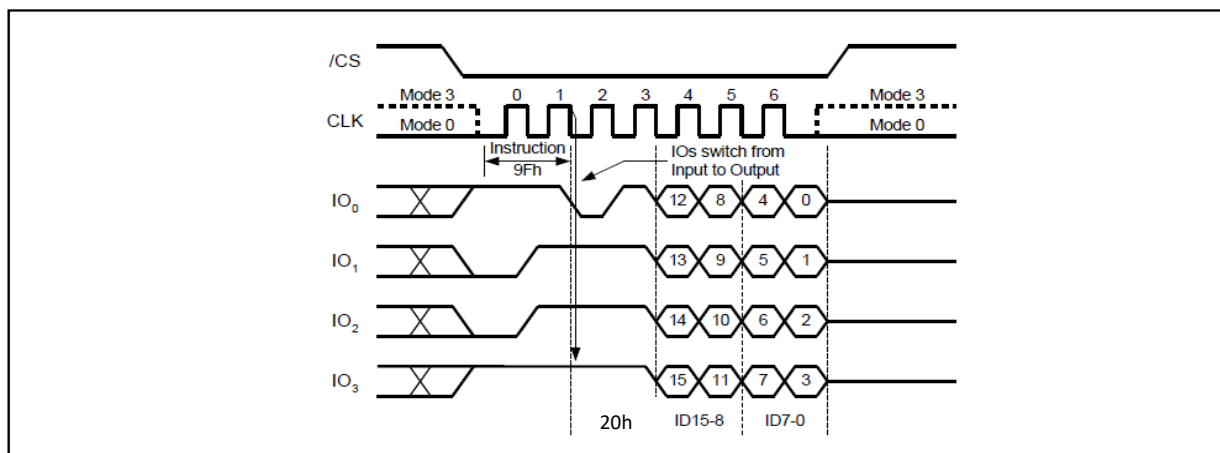 /CS
0 1 2 3 4 5 6
Mode 3 Mode 3
CLK
Mode 0 Mode 0
Instruction
9Fh
IOs switch from
Input to Output
IO0 12 8 4 0
IO1 13 9 5 1
IO2 14 10 6 2
IO3 15 11 7 3
20h ID15-8 ID7-0